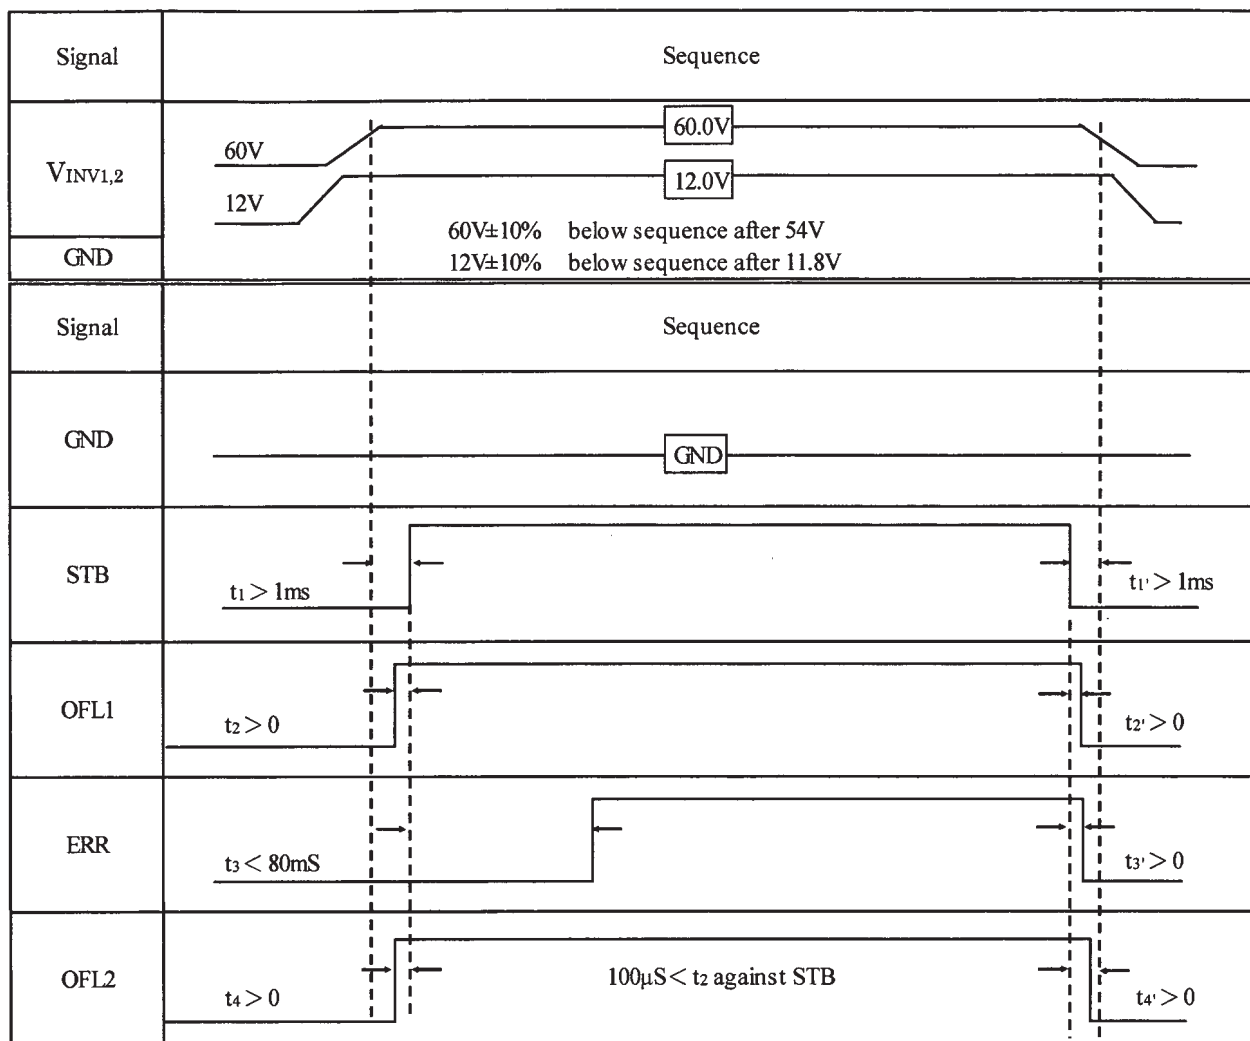 Signal
Sequence
VINV1,2
60V
60.0V
12V
12.0V
60V±10% below sequence after 54V
12V±10% below sequence after 11.8V
GND
Signal
Sequence
GND
GND
STB
t1 > 1ms
t1' > 1ms
OFL1
t2 > 0
t2' > 0
ERR
t3 < 80mS
t3' > 0
OFL2
t4 > 0
100μS < t2 against STB
t4' > 0